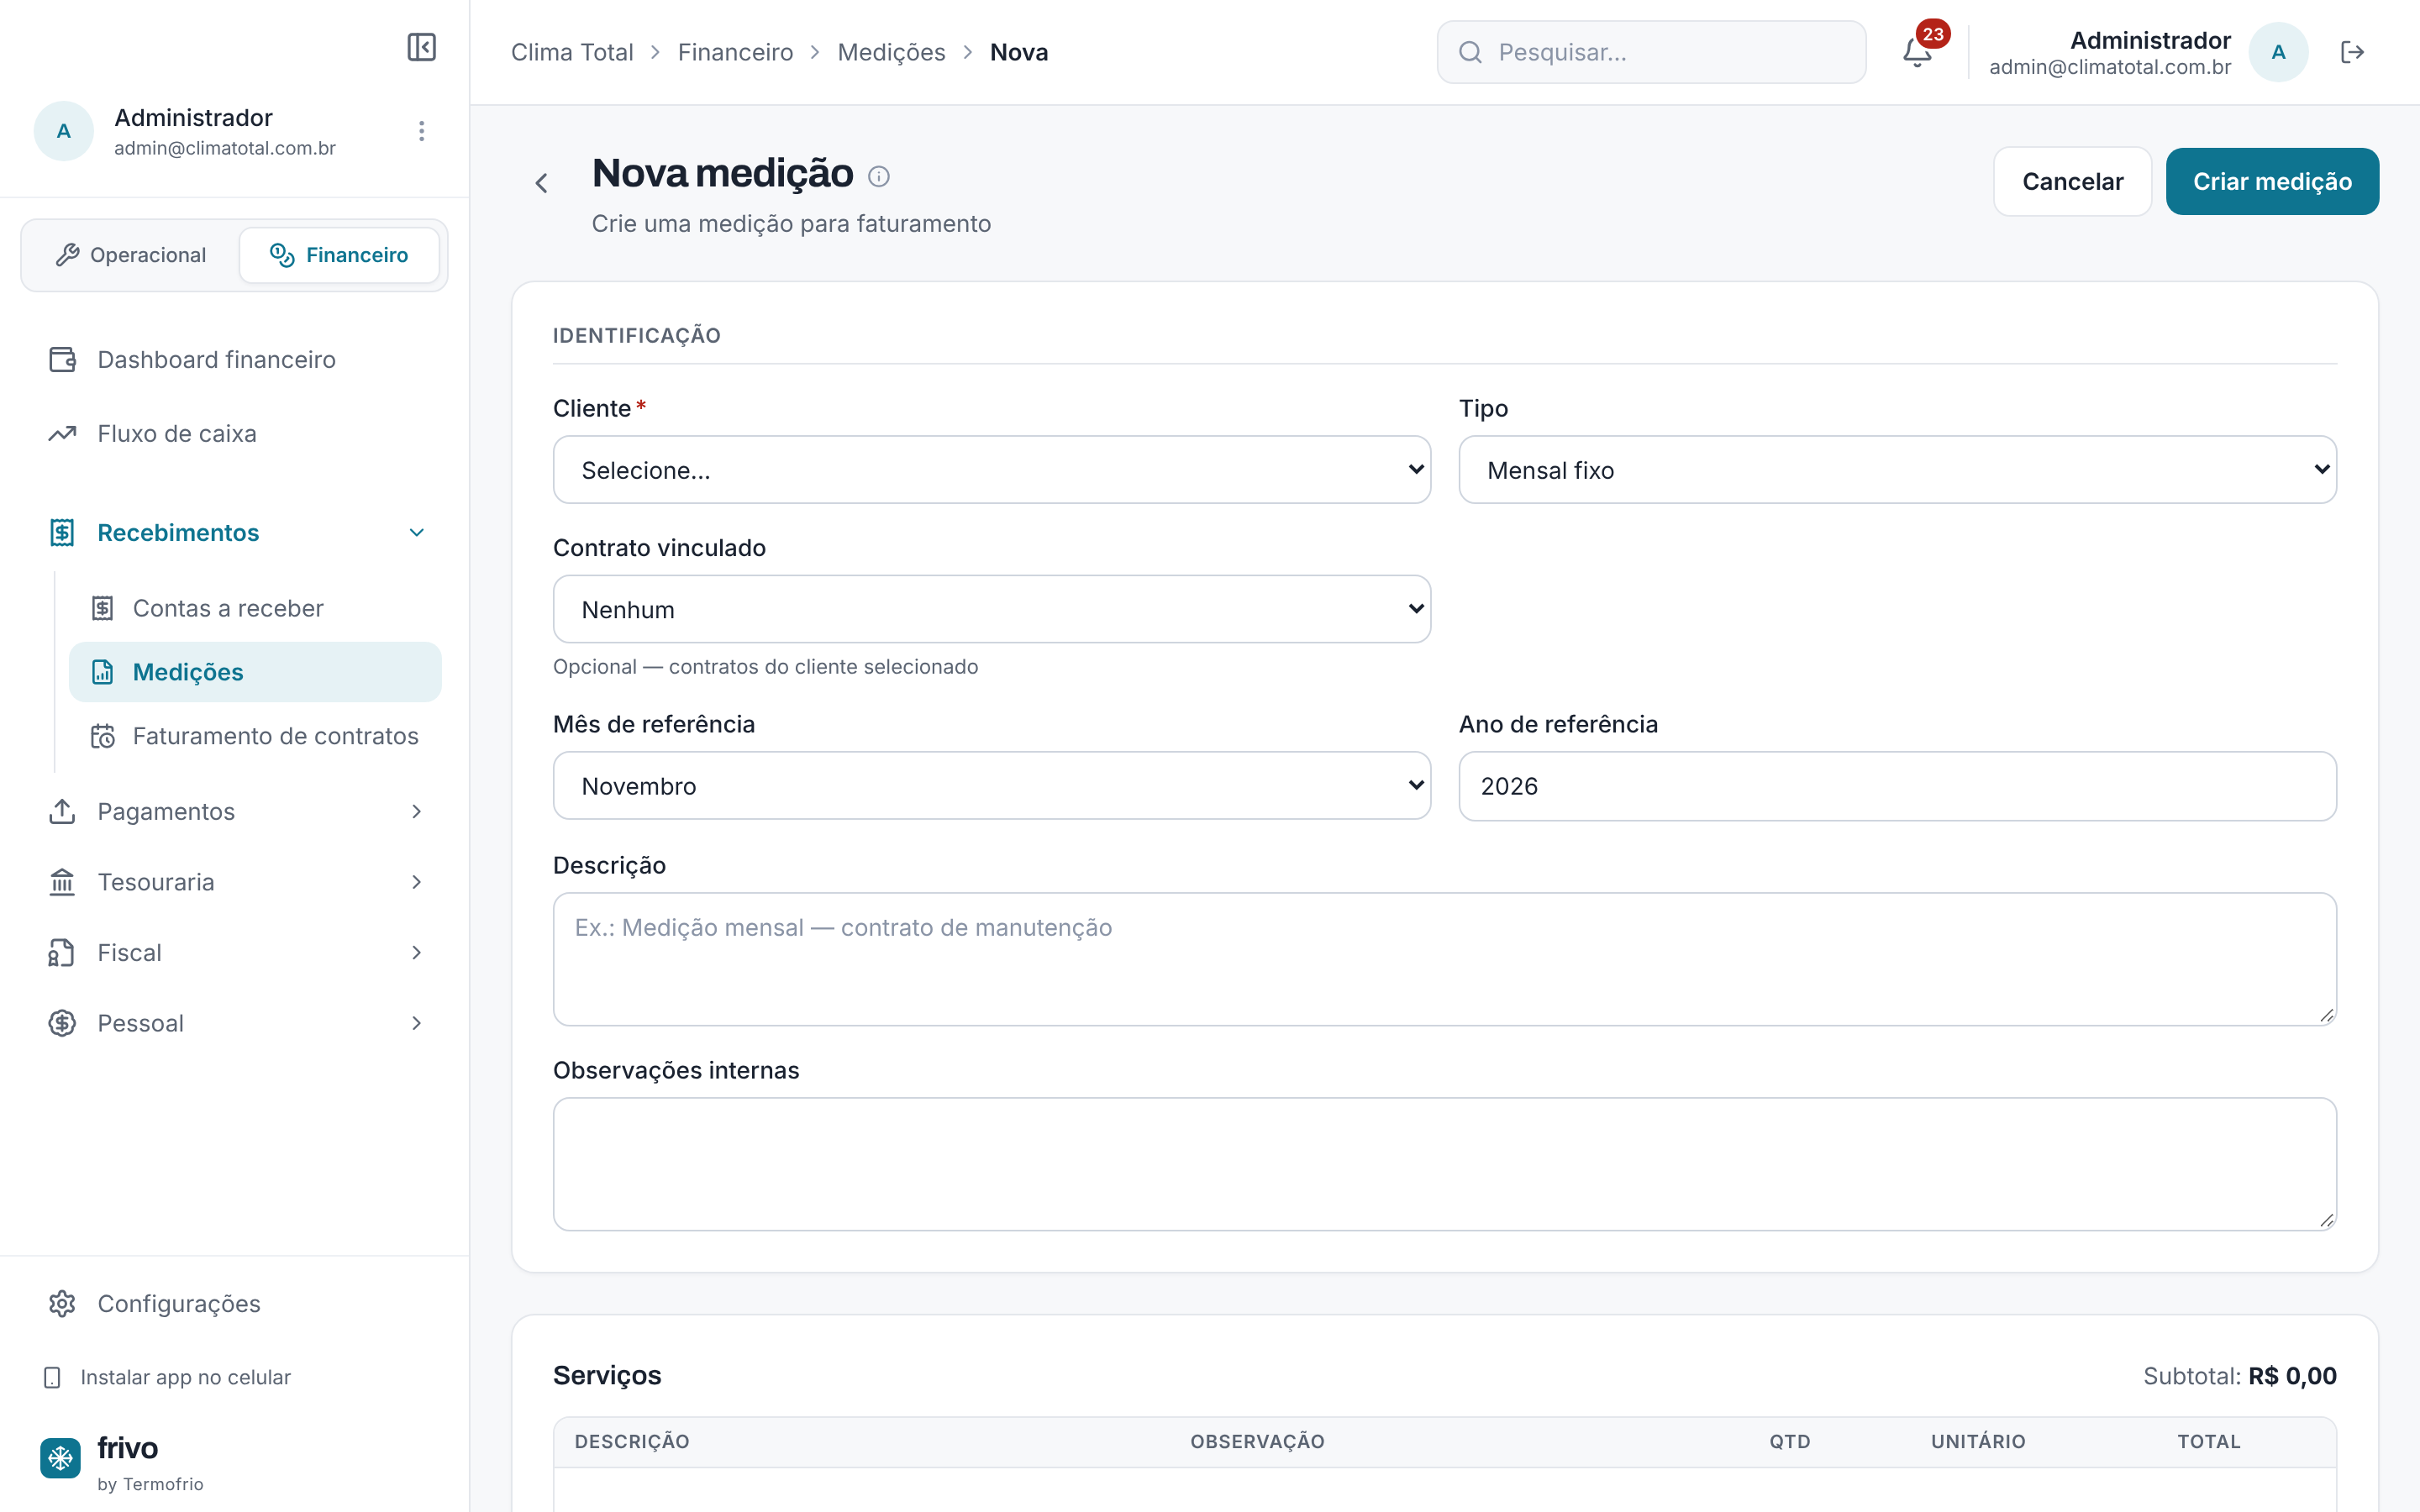 Administrador
admin@climatotal.com.br
Operacional
Financeiro
Dashboard financeiro
Fluxo de caixa
Recebimentos
Contas a receber
Medições
Faturamento de contratos
Pagamentos
Tesouraria
Fiscal
Pessoal
Configurações
Instalar app no celular
frivo
by Termofrio
Clima Total > Financeiro > Medições > Nova
Pesquisar...
23
Administrador
admin@climatotal.com.br
A
A
Nova medição
Crie uma medição para faturamento
Cancelar
Criar medição
IDENTIFICAÇÃO
Cliente*
Selecione...
Tipo
Mensal fixo
Contrato vinculado
Nenhum
Opcional — contratos do cliente selecionado
Mês de referência
Novembro
Ano de referência
2026
Descrição
Ex.: Medição mensal — contrato de manutenção
Observações internas
Serviços
Subtotal: R$ 0,00
DESCRIÇÃO OBSERVAÇÃO QTD UNITÁRIO TOTAL